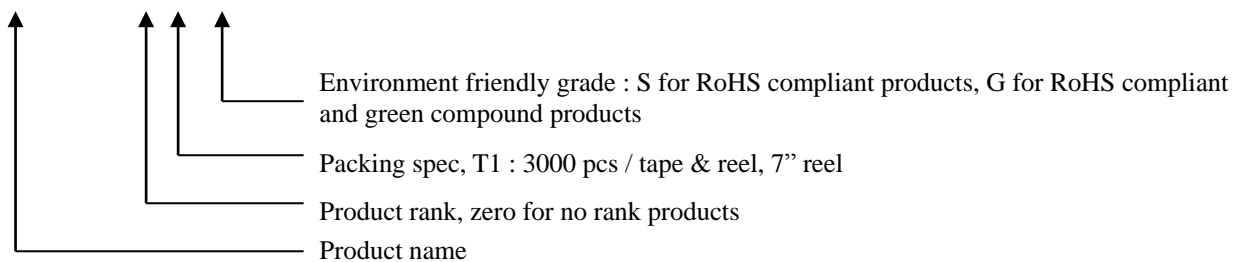 Environment friendly grade : S for RoHS compliant products, G for RoHS compliant
and green compound products
Packing spec, T1 : 3000 pcs / tape & reel, 7” reel
Product rank, zero for no rank products
Product name